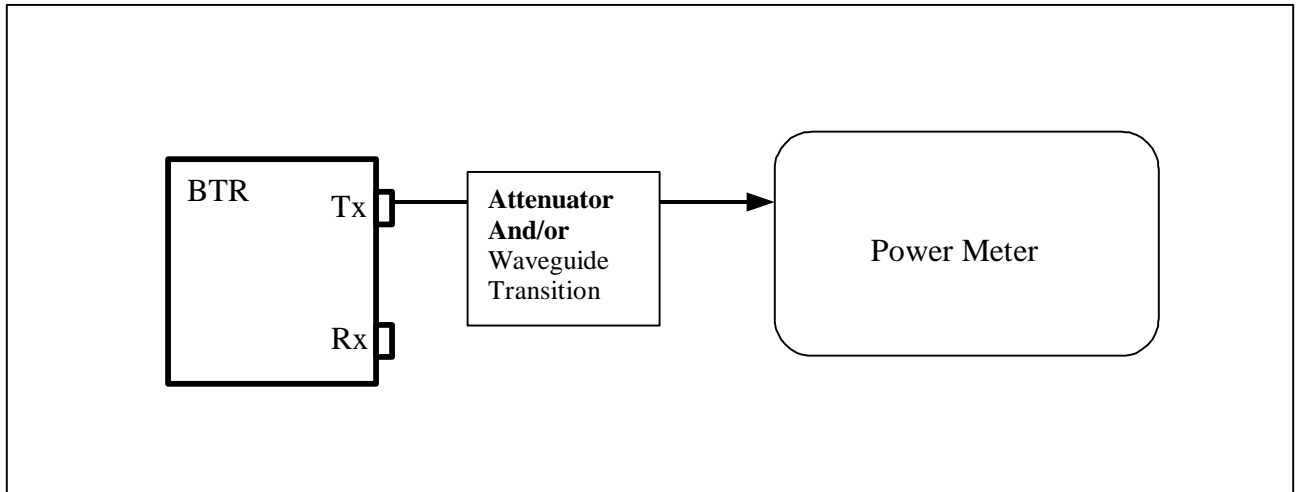 BTR
Tx
Rx
Attenuator
And/or
Waveguide
Transition
Power Meter